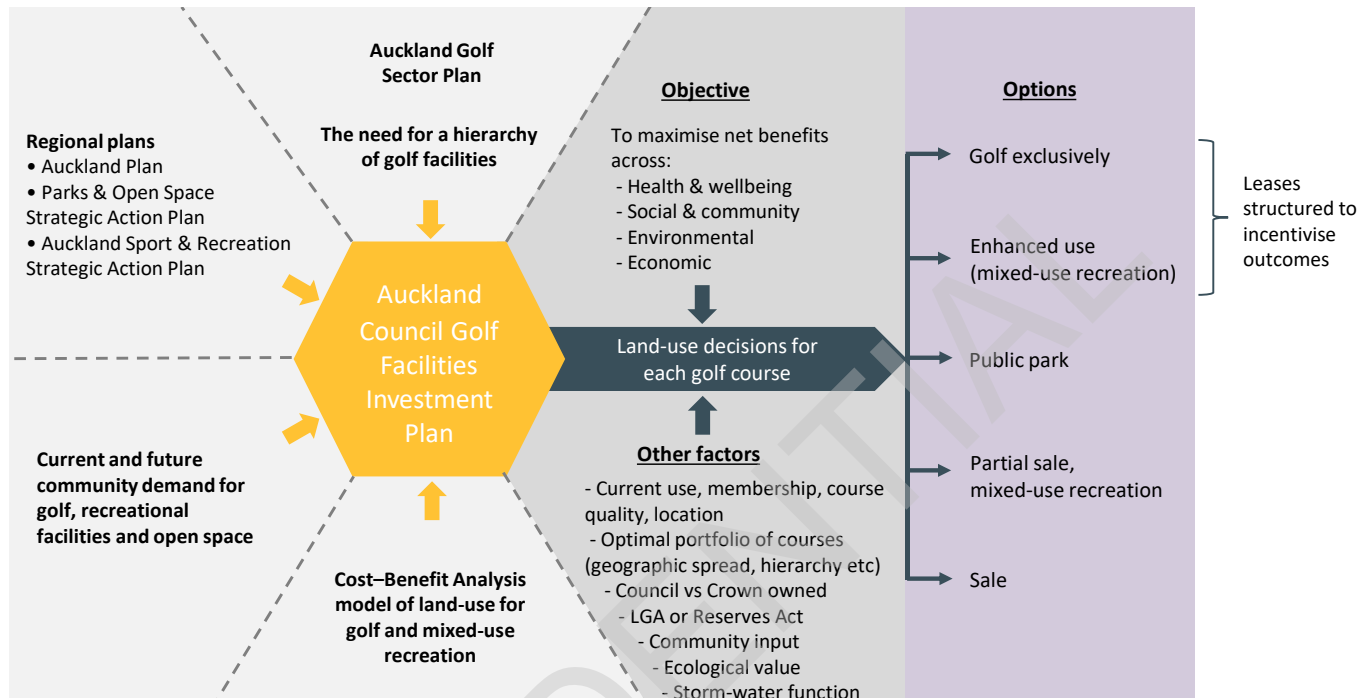 Auckland Golf
Sector Plan
The need for a hierarchy
of golf facilities
Regional plans
• Auckland Plan
• Parks & Open Space
Strategic Action Plan
• Auckland Sport & Recreation
Strategic Action Plan
Current and future
community demand for
golf, recreational
facilities and open space
Cost–Benefit Analysis
model of land-use for
golf and mixed-use
recreation
Auckland
Council Golf
Facilities
Investment
Plan
Objective
To maximise net benefits
across:
- Health & wellbeing
- Social & community
- Environmental
- Economic
Land-use decisions for
each golf course
Other factors
- Current use, membership, course
quality, location
- Optimal portfolio of courses
(geographic spread, hierarchy etc)
- Council vs Crown owned
- LGA or Reserves Act
- Community input
- Ecological value
- Storm-water function
Options
Golf exclusively
Enhanced use
(mixed-use recreation)
Public park
Partial sale,
mixed-use recreation
Sale
Leases
structured to
incentivise
outcomes
DENTIAL